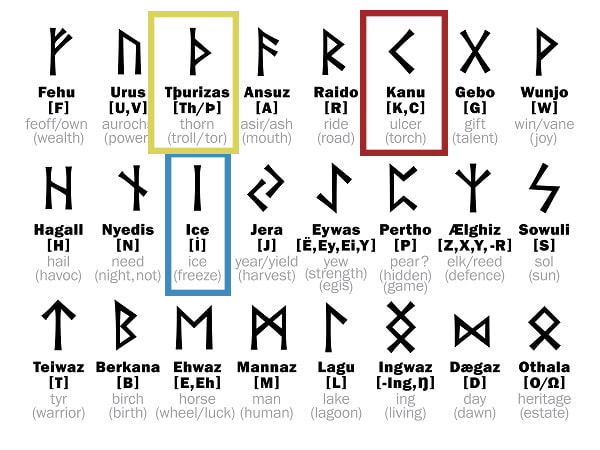 ᚠ ᚢ ᚦ ᚨ ᚱ ᚲ ᚷ ᚹ
Fehu Urus Tþurizas Ansuz Raido Kanu Gebo Wunjo
[F] [U,V] [Th/Þ] [A] [R] [K,C] [G] [W]
feoff/own aurochs thorn asir/ash ride ulcer gift win/vane
(wealth) (power) (troll/tor) (mouth) (road) (torch) (talent) (joy)
ᚻ ᚾ ᛁ ᛃ ᛇ ᛈ ᛉ ᛋ
Hagall Nyedis Ice Jera Eywas Pertho Ælghiz Sowuli
[H] [N] [İ] [J] [Ë,Ey,Ei,Y] [P] [Z,X,Y,-R] [S]
hail need ice year/yield yew pear? elk/reed sol
(havoc) (night,not) (freeze) (harvest) (strength) (hidden) (defence) (sun)
(egis) (game)
ᛏ ᛒ ᛖ ᛗ ᛚ ᛝ ᛞ ᛟ
Teiwaz Berkana Ehwaz Mannaz Lagu Ingwaz Dægaz Othala
[T] [B] [E,Eh] [M] [L] [-Ing,Ŋ] [D] [O/Ω]
tyr birch horse man lake ing day heritage
(warrior) (birth) (wheel/luck) (human) (lagoon) (living) (dawn) (estate)